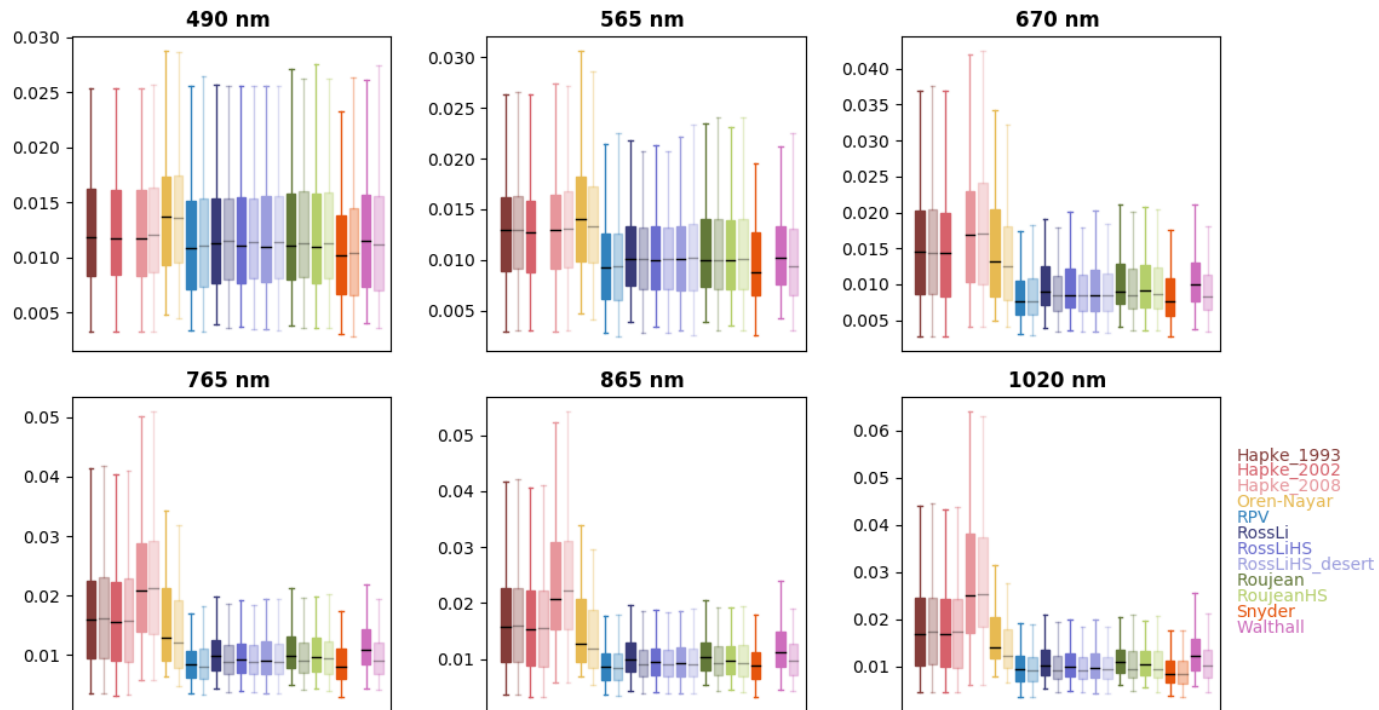 490 nm
565 nm
670 nm
0.030
0.025
0.020
0.015
0.010
0.005
0.030
0.025
0.020
0.015
0.010
0.005
0.040
0.035
0.030
0.025
0.020
0.015
0.010
0.005
765 nm
865 nm
1020 nm
0.05
0.04
0.03
0.02
0.01
0.05
0.04
0.03
0.02
0.01
0.06
0.05
0.04
0.03
0.02
0.01
Hapke_1993
Hapke_2002
Hapke_2008
Oren-Nayar
RPV
RossLi
RossLiHS
RossLiHS_desert
Roujean
RoujeanHS
Snyder
Walthall